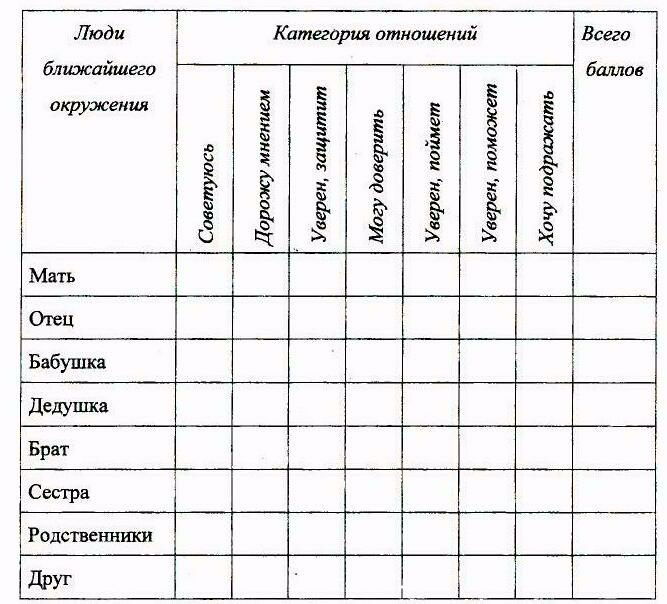 Люди
ближайшего
окружения
Категория отношений
Всего
баллов
Советуюсь
Дорожу мнением
Уверен, защитит
Могу доверить
Уверен, поймет
Уверен, поможет
Хочу подражать
Мать
Отец
Бабушка
Дедушка
Брат
Сестра
Родственники
Друг